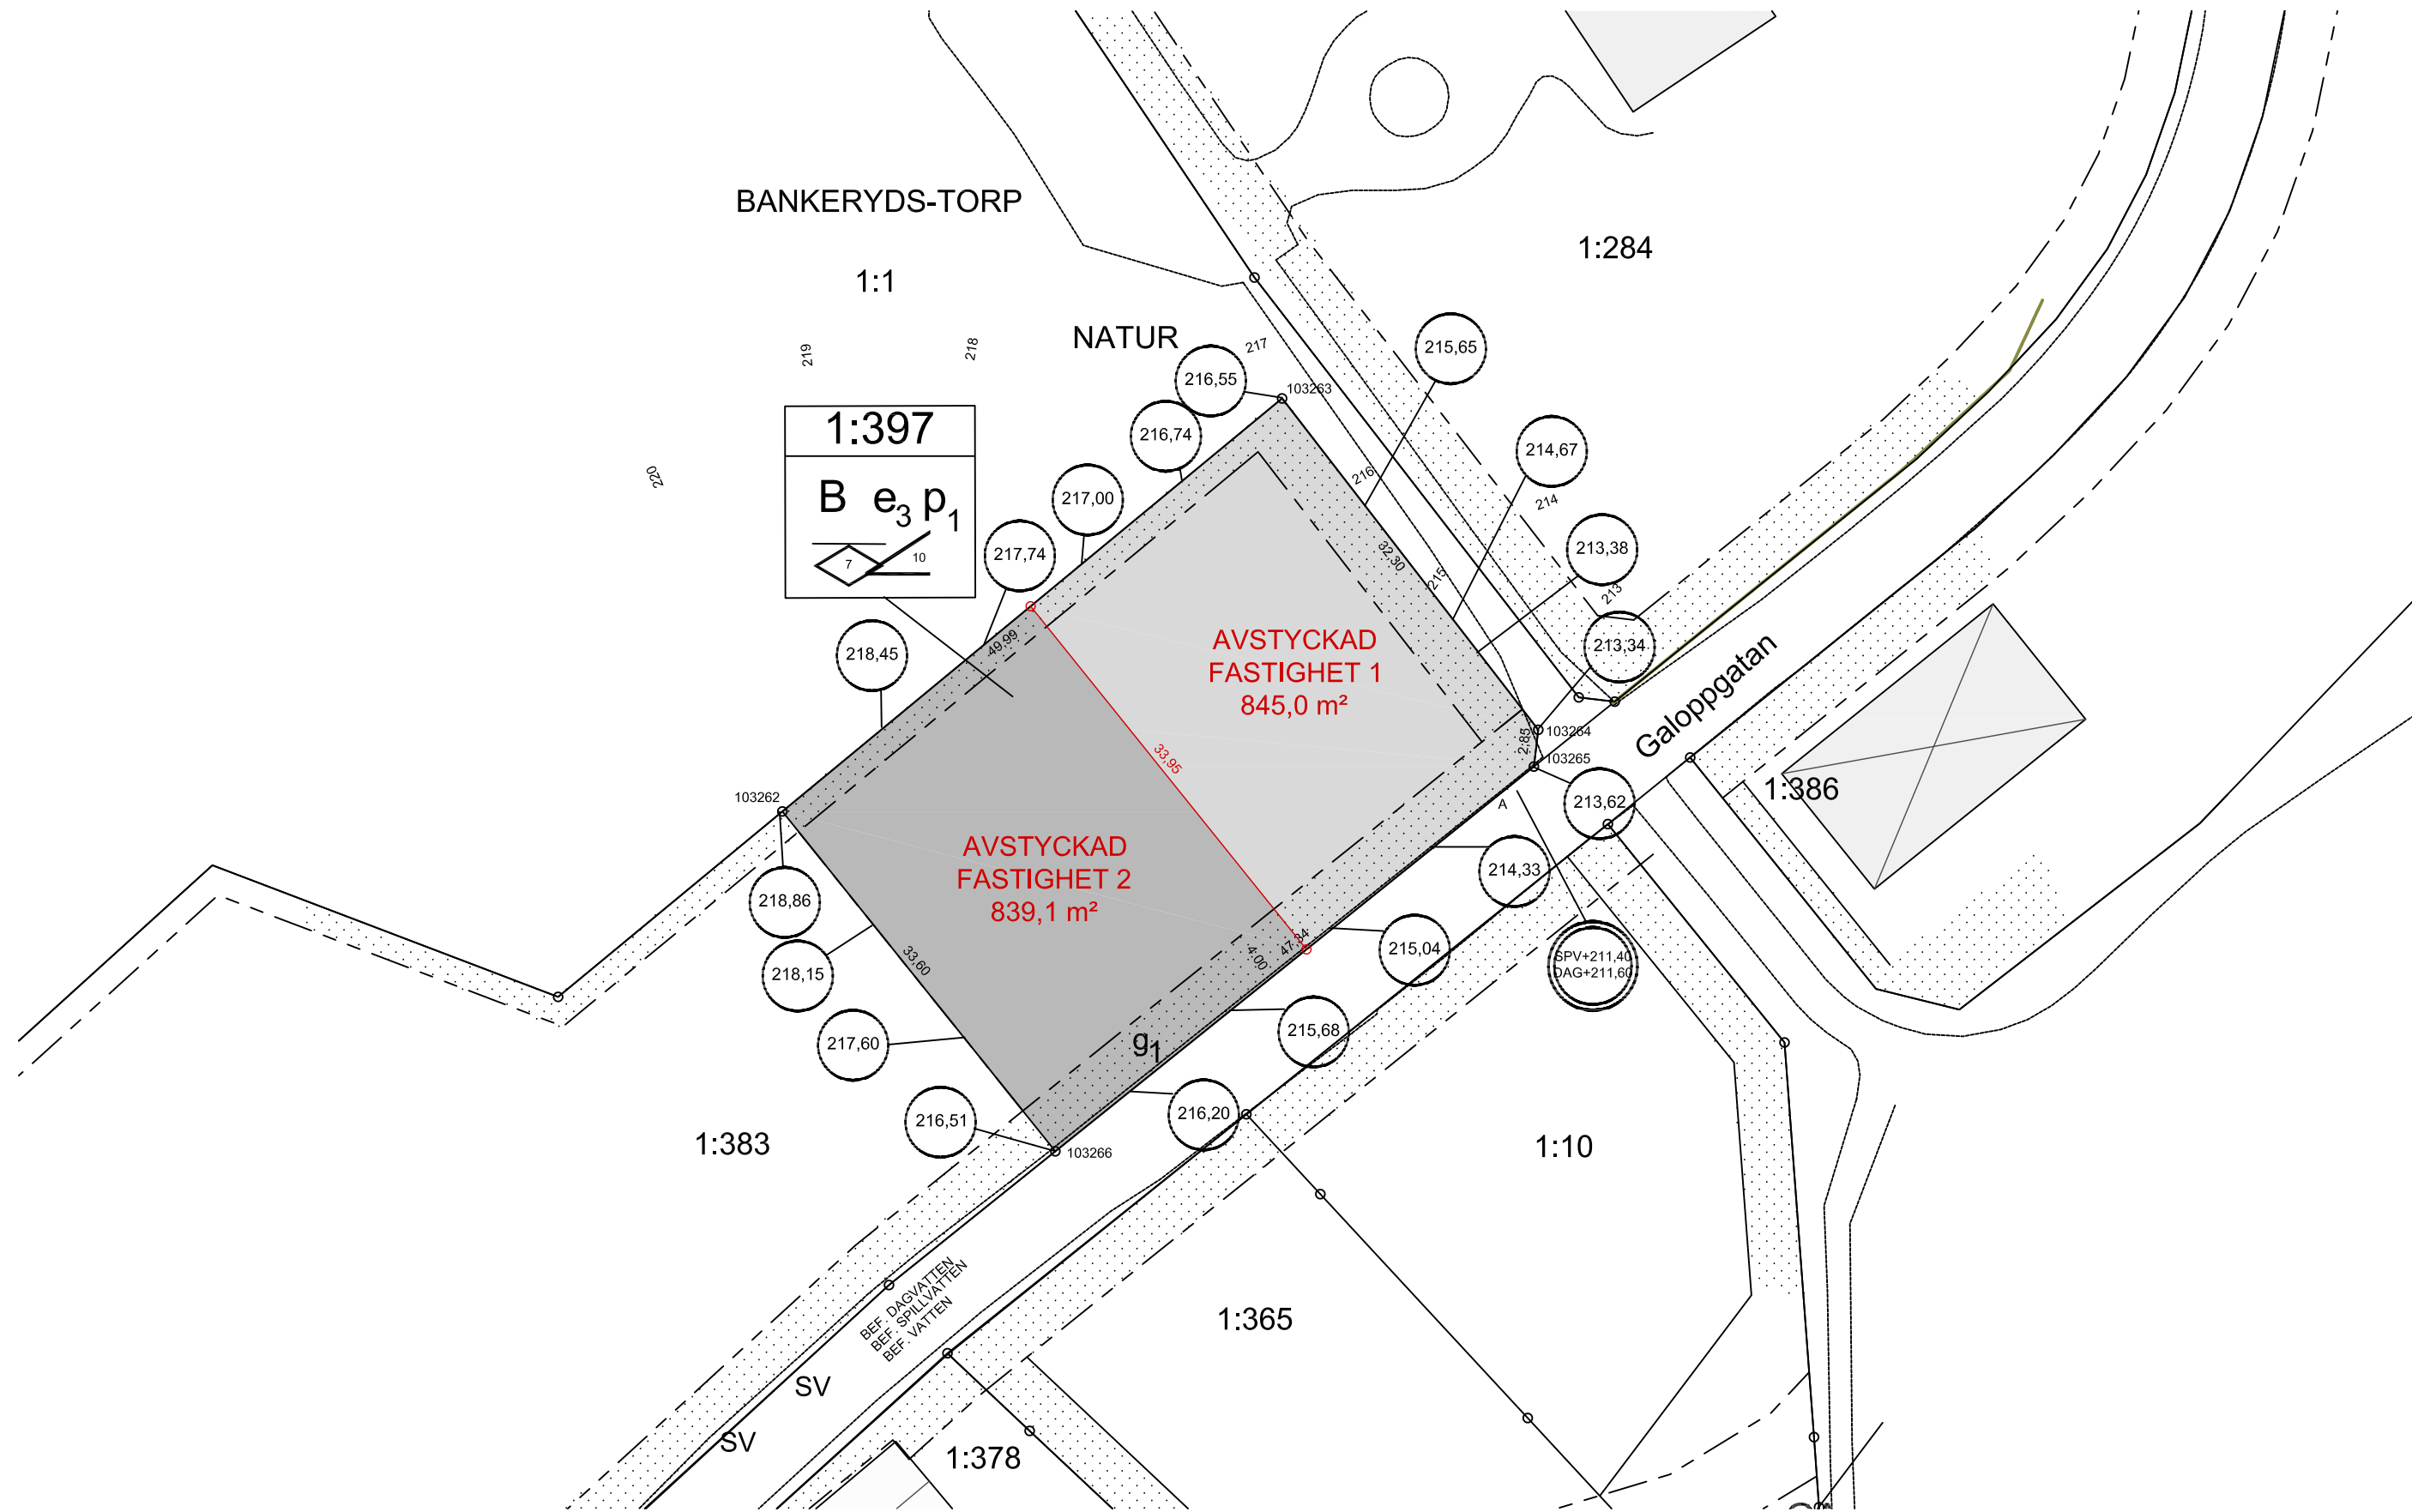 BANKERYDS-TORP
1:1
1:284
NATUR
219
218
217
220
215,65
216,55
103263
216,74
1:397
B e₃ p₁
7
10
217,00
214,67
216
214
217,74
213,38
32,30
215
213
49,99
218,45
AVSTYCKAD
FASTIGHET 1
845,0 m²
213,34
Galoppgatan
103264
2,85
103265
33,95
1:386
103262
A
213,62
AVSTYCKAD
FASTIGHET 2
839,1 m²
214,33
218,86
47,34
4.00
215,04
SPV+211,40
DAG+211,60
218,15
33,60
217,60
g₁
215,68
216,51
216,20
103266
1:383
1:10
BEF. DAGVATTEN
BEF. SPILLVATTEN
BEF. VATTEN
1:365
SV
SV
1:378